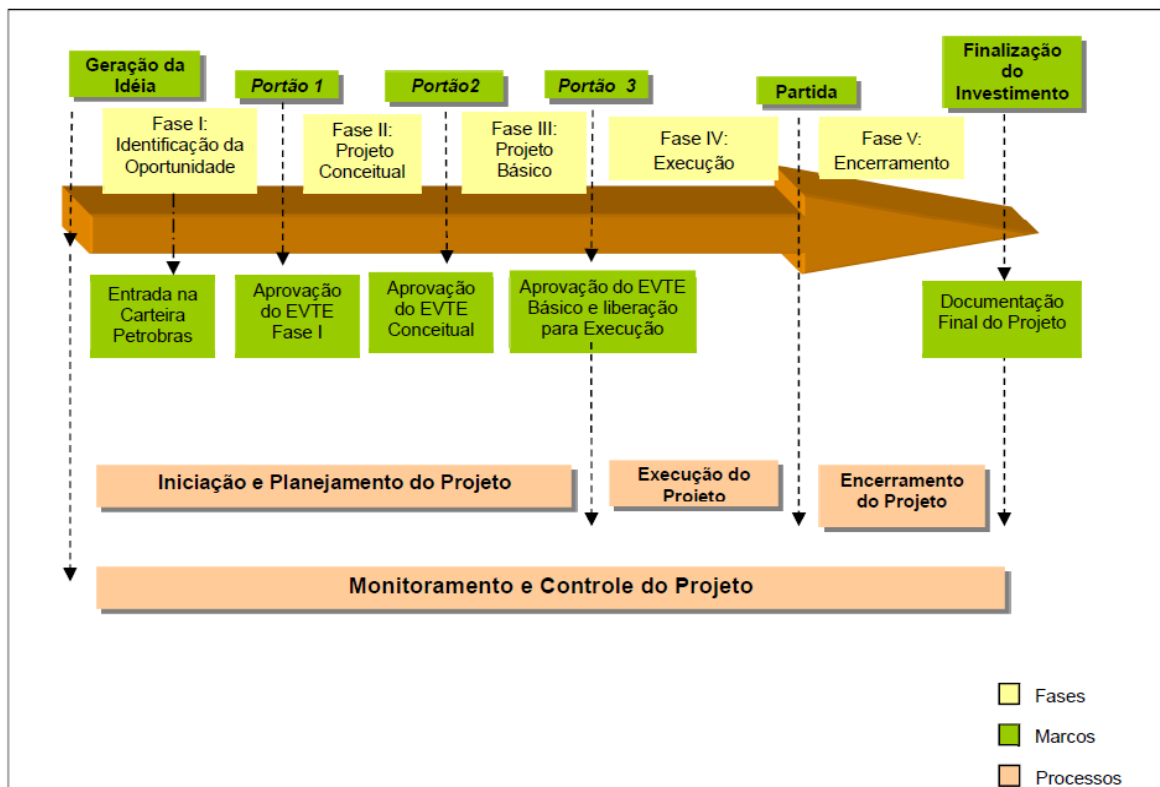 Geração da
Idéia
Portão 1
Portão2
Portão 3
Partida
Finalização
do
Investimento
Fase I:
Identificação da
Oportunidade
Fase II:
Projeto
Conceitual
Fase III:
Projeto
Básico
Fase IV:
Execução
Fase V:
Encerramento
Entrada na
Carteira
Petrobras
Aprovação
do EVTE
Fase I
Aprovação
do EVTE
Conceitual
Aprovação do EVTE
Básico e liberação
para Execução
Documentação
Final do Projeto
Iniciação e Planejamento do Projeto
Execução do
Projeto
Encerramento
do Projeto
Monitoramento e Controle do Projeto
Fases
Marcos
Processos